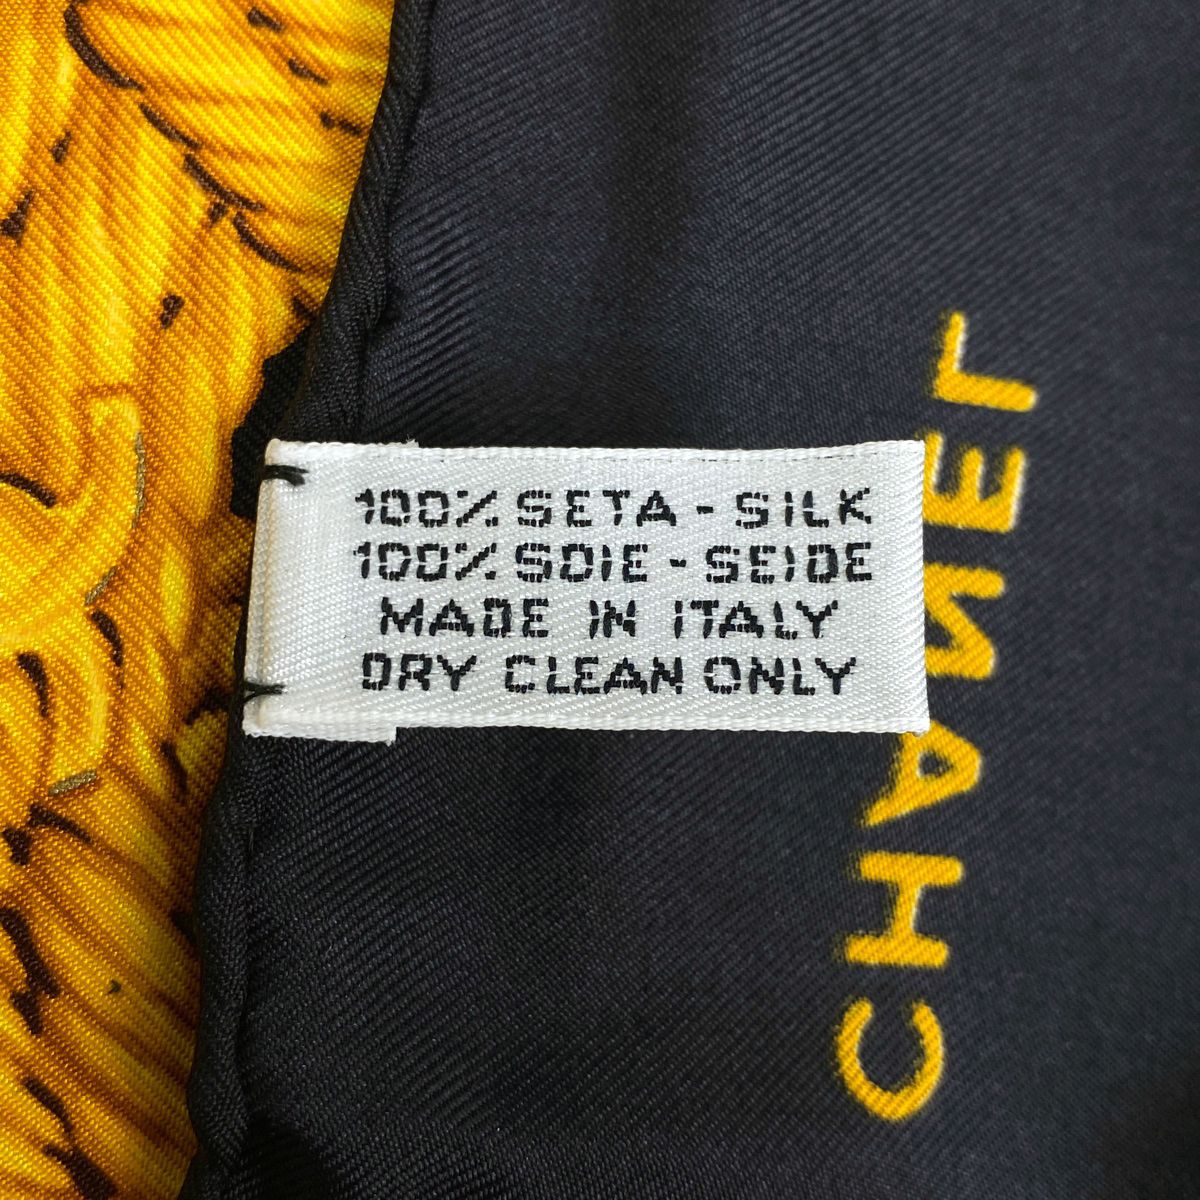 100% SETA - SILK
100% SOIE - SEIDE
MADE IN ITALY
DRY CLEAN ONLY
CHANEL